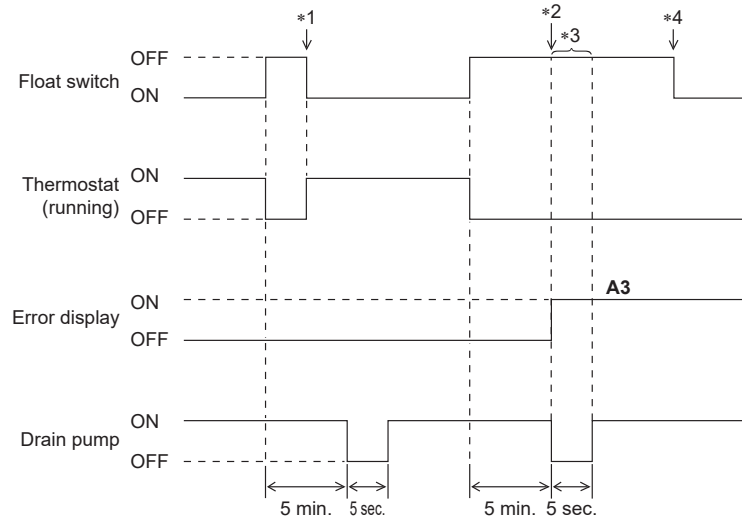 *1 *2 *3 *4
Float switch OFF
ON
Thermostat (running) ON
OFF
Error display ON
OFF
A3
Drain pump ON
OFF
5 min. 5 sec. 5 min. 5 sec.